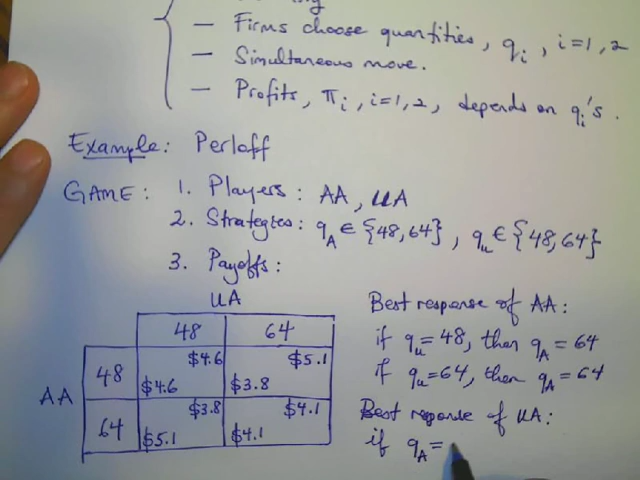 — Firms choose quantities, qi, i=1,2
— Simultaneous move.
— Profits, πi, i=1,2, depends on qi's.
Example: Perloff
GAME: 1. Players: AA, UA
2. Strategies: qA ∈ {48,64}, qu ∈ {48,64}
3. Payoffs:
UA
48 64
AA 48 $4.6 $4.6 $3.8 $5.1
64 $5.1 $3.8 $4.1 $4.1
Best response of AA:
if qu = 48, then qA = 64
if qu = 64, then qA = 64
Best response of UA:
if qA =